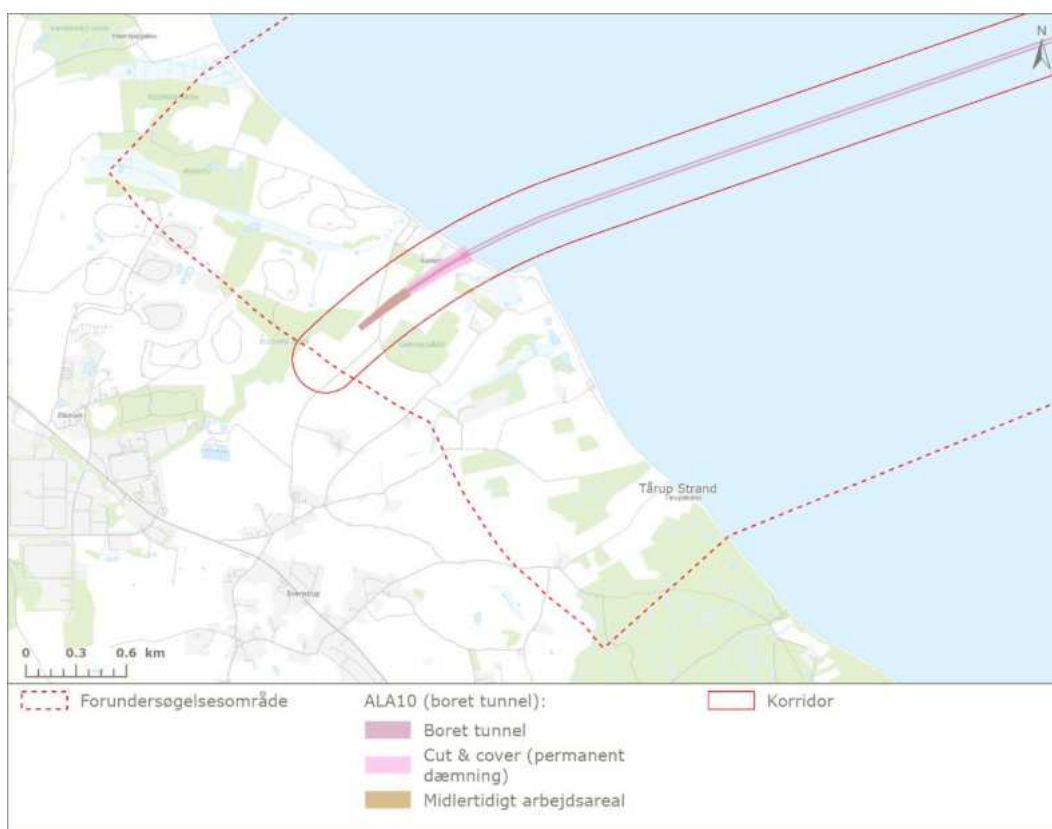 N
Tårup Strand
0 0.3 0.6 km
Forundersøgelsesområde
ALA10 (boret tunnel):
Boret tunnel
Cut & cover (permanent
dæmning)
Midlertidigt arbejdsareal
Korridor